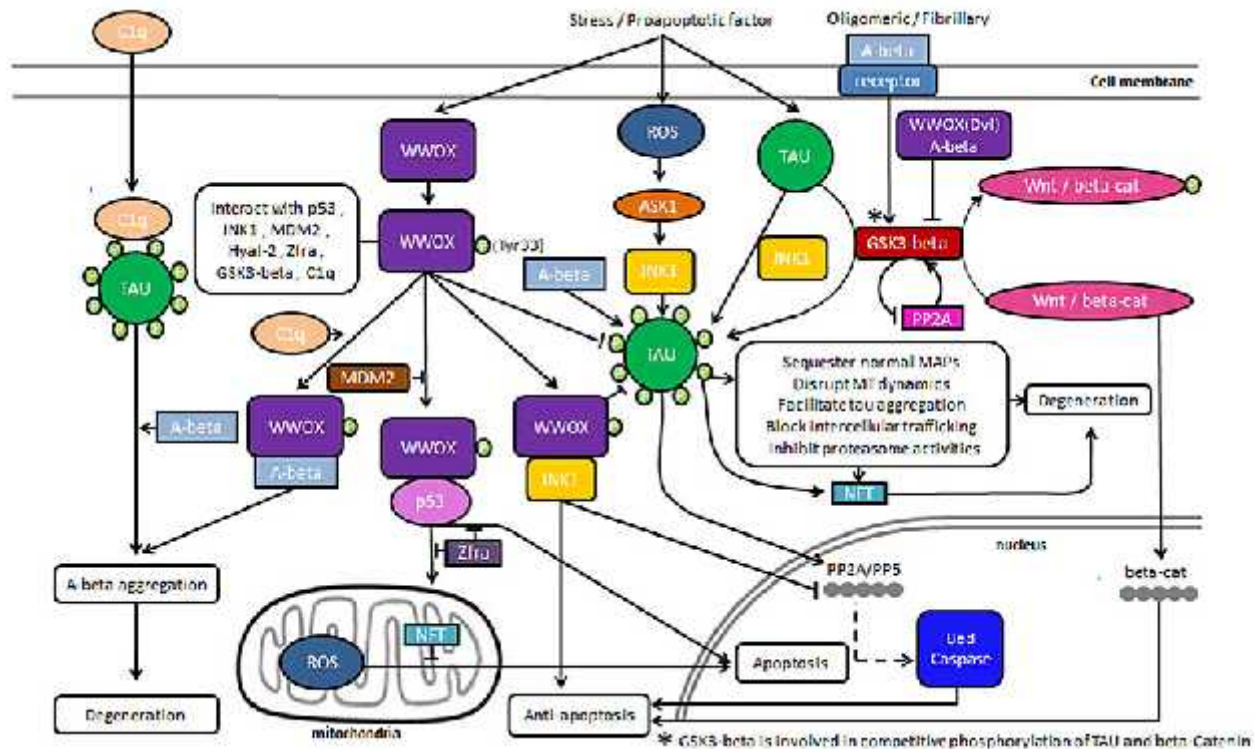 C1q
Stress / Proapoptotic factor
Oligomeric / Fibrillary
A-beta
receptor
Cell membrane
WWOX
ROS
TAU
WWOX(Dvl)
A-beta
Wnt / beta-cat
C1q
ASK1
*
GSK3-beta
Interact with p53 ,
JNK1 , MDM2 ,
Hyal-2, Zfra ,
GSK3-beta , C1q
WWOX
(Tyr33)
A-beta
JNK1
JNK1
TAU
Wnt / beta-cat
PP2A
C1q
TAU
MDM2
Sequester normal MAPs
Disrupt MT dynamics
Facilitate tau aggregation
Block intercellular trafficking
Inhibit proteasome activities
Degeneration
A-beta
WWOX
A-beta
WWOX
p53
WWOX
JNK1
NFT
Zfra
nucleus
A-beta aggregation
PP2A/PP5
beta-cat
NFT
ROS
Apoptosis
Bad
Caspase
Degeneration
mitochondria
Anti-apoptosis
* GSK3-beta is involved in competitive phosphorylation of TAU and beta-Catenin